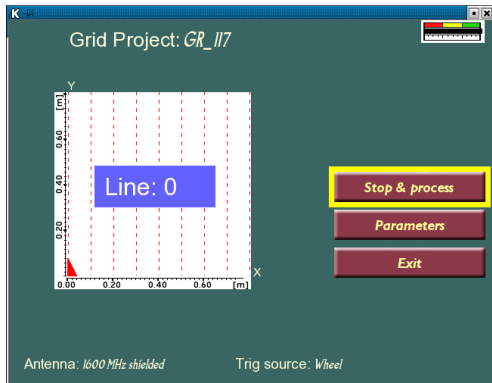 K
Grid Project: GR_117
Y
[m]
0.60
0.40
0.20
Line: 0
0.00 0.20 0.40 0.60 [m]
X
Stop & process
Parameters
Exit
Antenna: 1600 MHz shielded
Trig source: Wheel